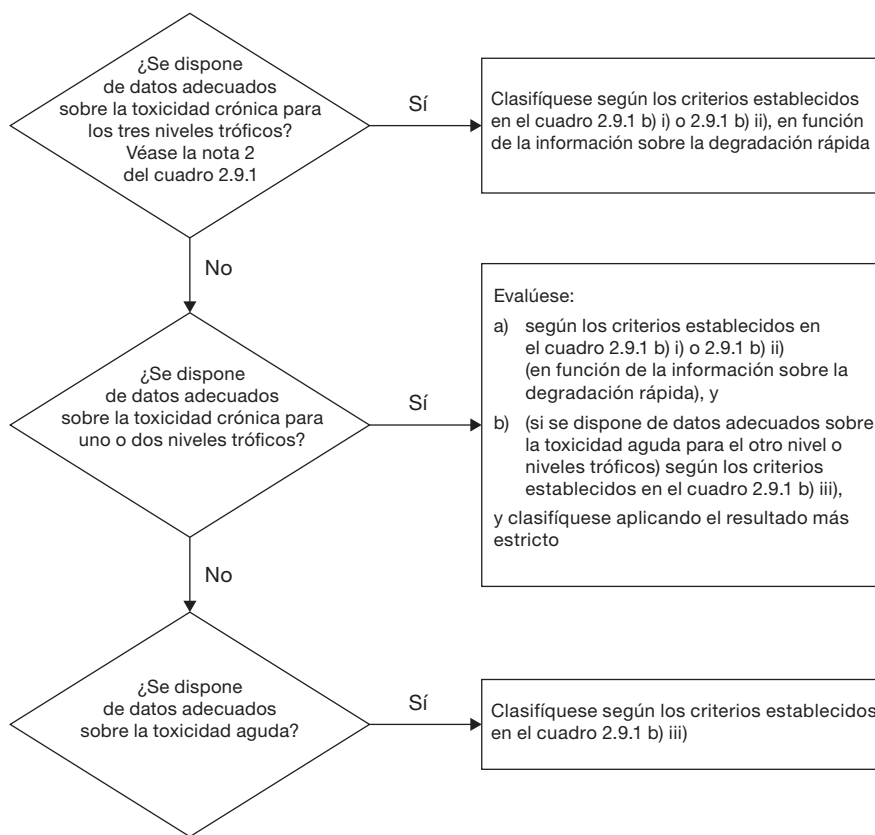 ¿Se dispone
de datos adecuados
sobre la toxicidad crónica para
los tres niveles tróficos?
Véase la nota 2
del cuadro 2.9.1
Sí
Clasifíquese según los criterios establecidos
en el cuadro 2.9.1 b) i) o 2.9.1 b) ii), en función
de la información sobre la degradación rápida
No
¿Se dispone
de datos adecuados
sobre la toxicidad crónica para
uno o dos niveles tróficos?
Sí
Evalúese:
a) según los criterios establecidos en
el cuadro 2.9.1 b) i) o 2.9.1 b) ii)
(en función de la información sobre la
degradación rápida), y
b) (si se dispone de datos adecuados sobre
la toxicidad aguda para el otro nivel o
niveles tróficos) según los criterios
establecidos en el cuadro 2.9.1 b) iii),
y clasifíquese aplicando el resultado más
estricto
No
¿Se dispone
de datos adecuados
sobre la toxicidad aguda?
Sí
Clasifíquese según los criterios establecidos
en el cuadro 2.9.1 b) iii)